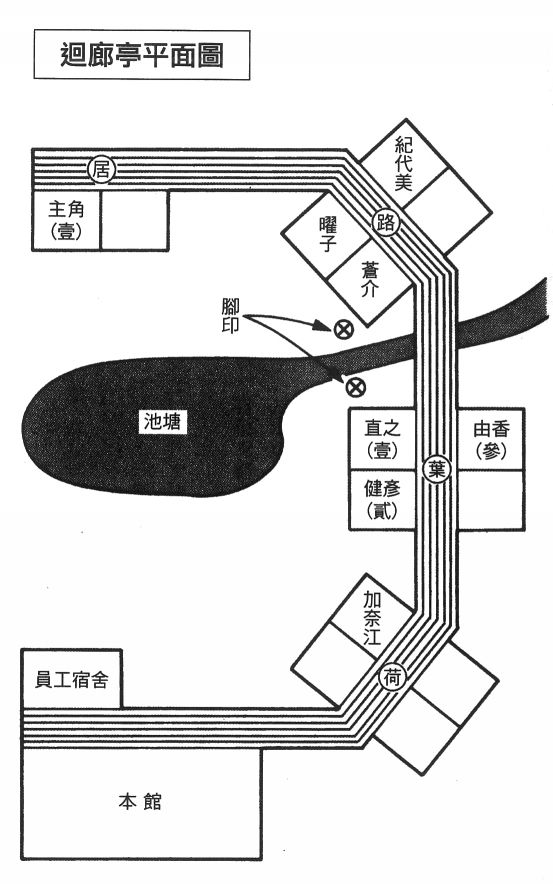 迴廊亭平面圖
居
主角
(壹)
紀代美
路
曜子
蒼介
腳印
池塘
直之
(壹)
健彥
(貳)
葉
由香
(參)
加奈江
荷
員工宿舍
本館